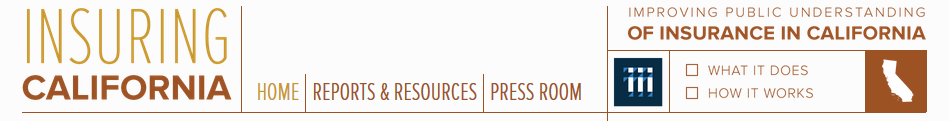 INSURING
CALIFORNIA
HOME
REPORTS & RESOURCES
PRESS ROOM
IMPROVING PUBLIC UNDERSTANDING
OF INSURANCE IN CALIFORNIA
iii
WHAT IT DOES
HOW IT WORKS